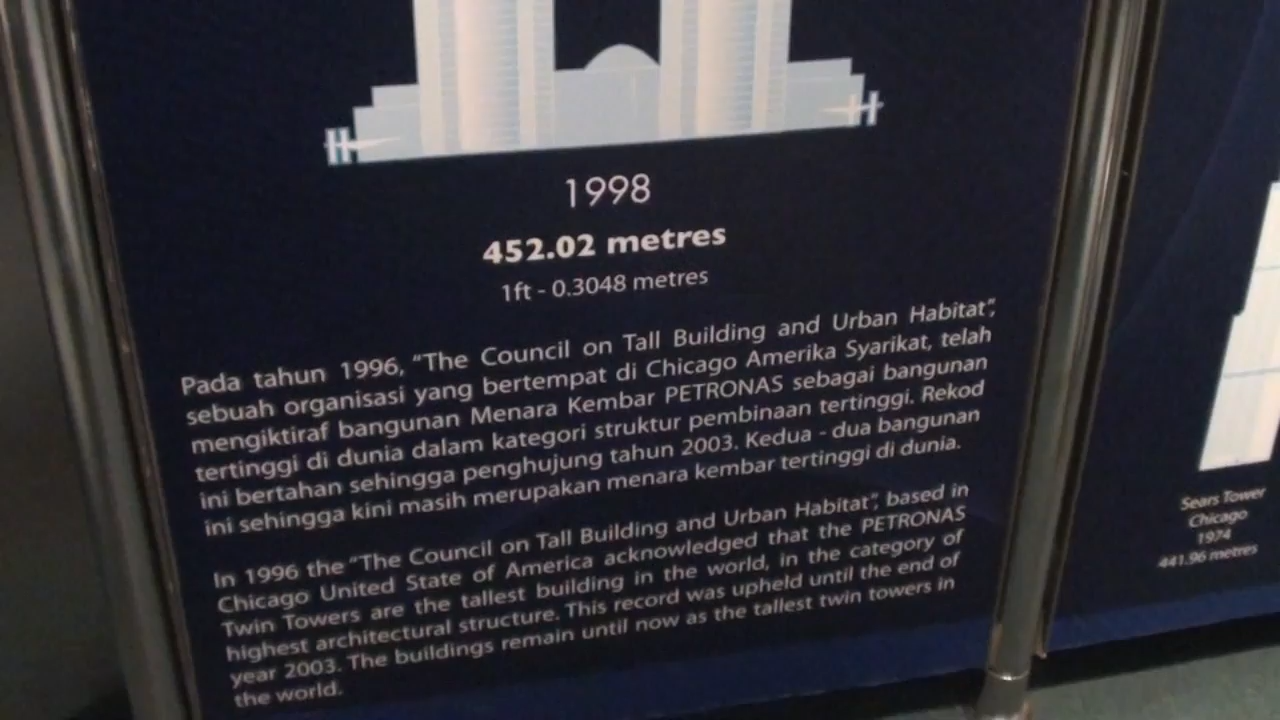 1998
452.02 metres
1ft - 0.3048 metres
Pada tahun 1996, "The Council on Tall Building and Urban Habitat",
sebuah organisasi yang bertempat di Chicago Amerika Syarikat, telah
mengiktiraf bangunan Menara Kembar PETRONAS sebagai bangunan
tertinggi di dunia dalam kategori struktur pembinaan tertinggi. Rekod
ini bertahan sehingga penghujung tahun 2003. Kedua - dua bangunan
ini sehingga kini masih merupakan menara kembar tertinggi di dunia.
In 1996 the "The Council on Tall Building and Urban Habitat", based in
Chicago United State of America acknowledged that the PETRONAS
Twin Towers are the tallest building in the world, in the category of
highest architectural structure. This record was upheld until the end of
year 2003. The buildings remain until now as the tallest twin towers in
the world.
Sears Tower
Chicago
1974
441.96 metres